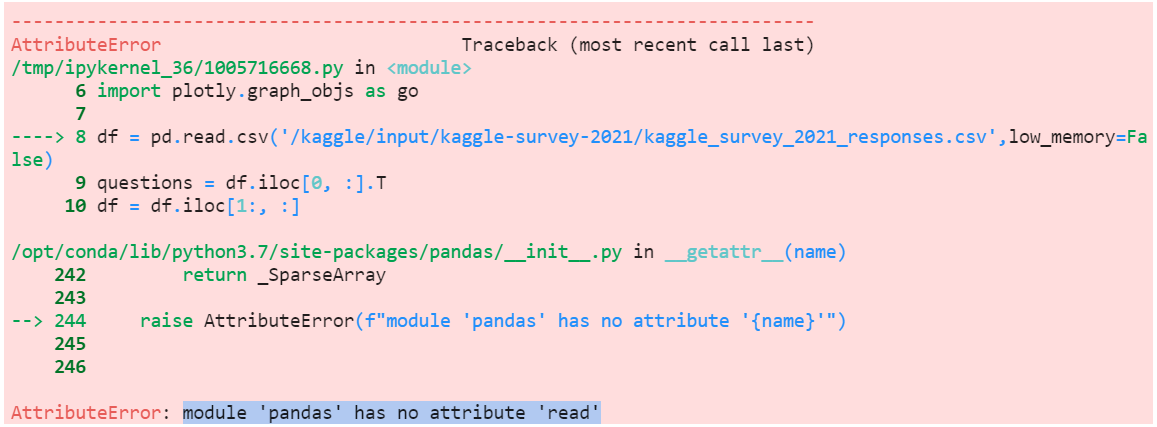 ---------------------------------------------------------------------------
AttributeError                            Traceback (most recent call last)
/tmp/ipykernel_36/1005716668.py in <module>
      6 import plotly.graph_objs as go
      7
----> 8 df = pd.read.csv('/kaggle/input/kaggle-survey-2021/kaggle_survey_2021_responses.csv',low_memory=Fa
lse)
      9 questions = df.iloc[0, :].T
     10 df = df.iloc[1:, :]
/opt/conda/lib/python3.7/site-packages/pandas/__init__.py in __getattr__(name)
    242         return _SparseArray
    243
--> 244     raise AttributeError(f"module 'pandas' has no attribute '{name}'")
    245
    246
AttributeError: module 'pandas' has no attribute 'read'